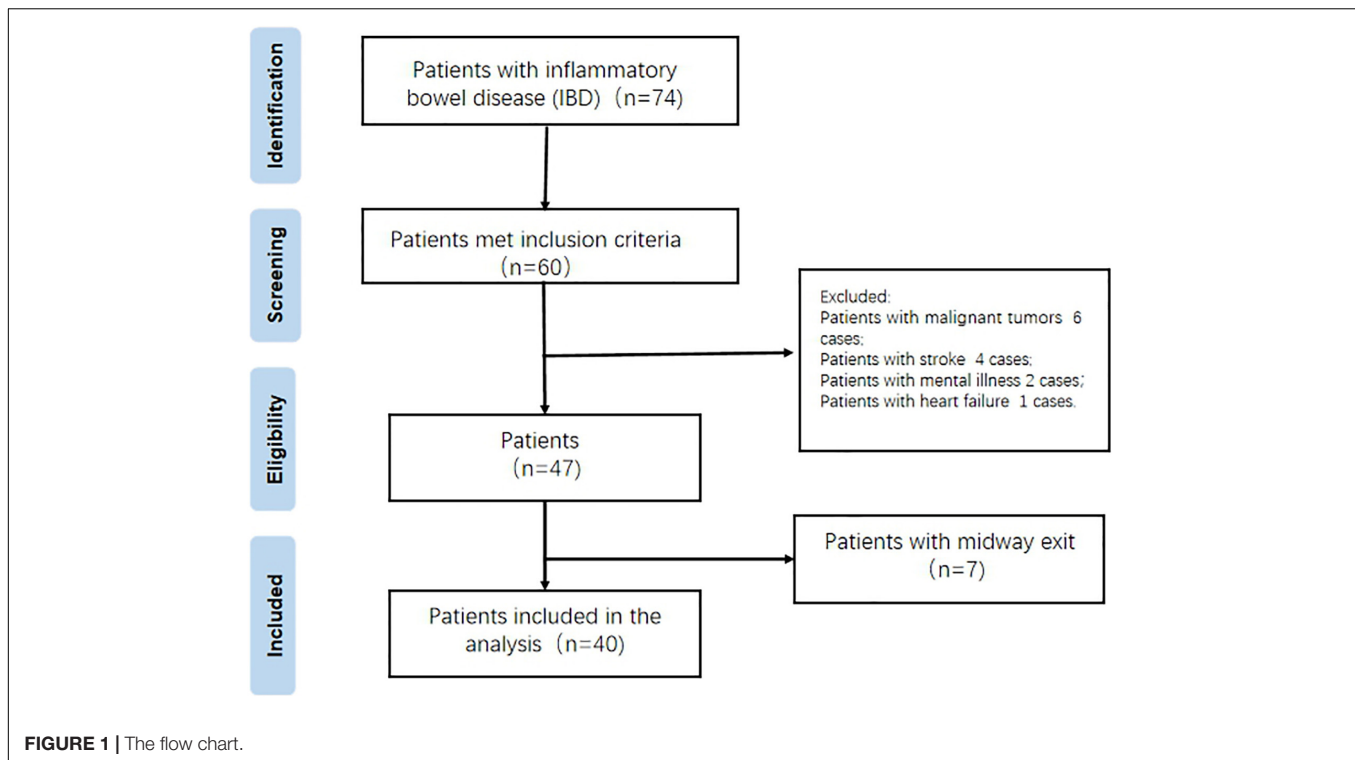 Identification
Patients with inflammatory
bowel disease (IBD) (n=74)
Screening
Patients met inclusion criteria
(n=60)
Excluded:
Patients with malignant tumors 6
cases;
Patients with stroke 4 cases;
Patients with mental illness 2 cases;
Patients with heart failure 1 cases.
Eligibility
Patients
(n=47)
Patients with midway exit
(n=7)
Included
Patients included in the
analysis (n=40)
FIGURE 1 | The flow chart.